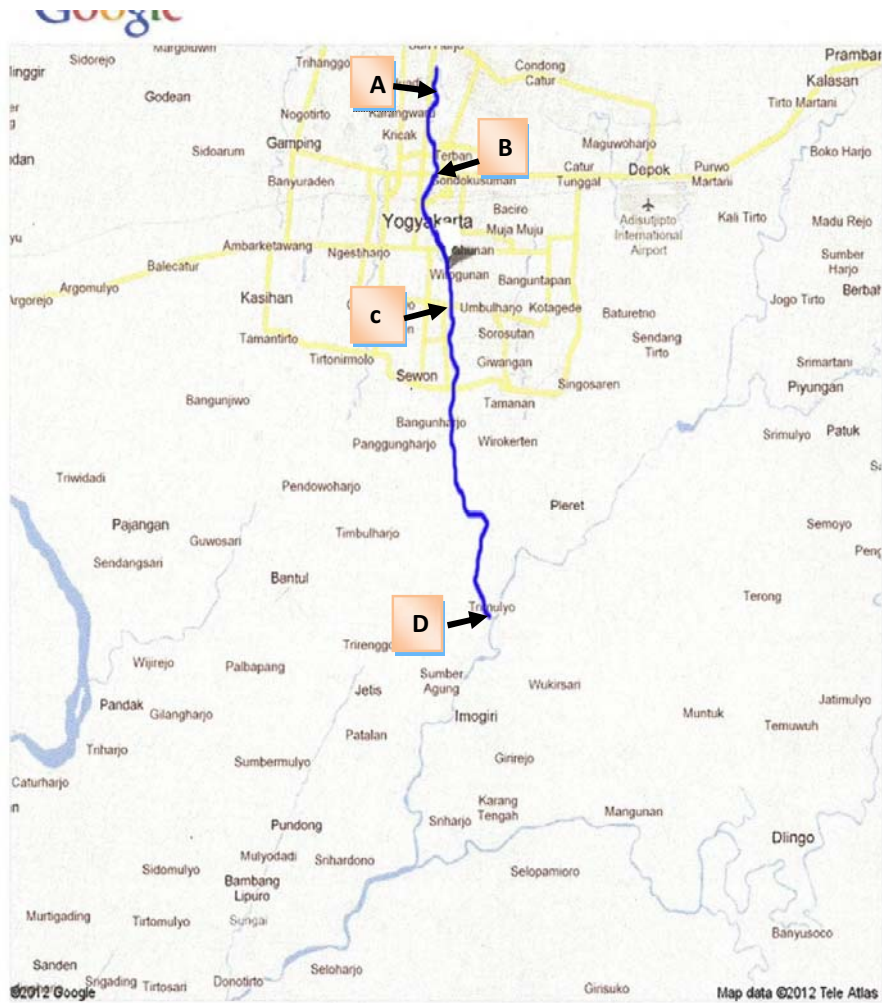 Google
Sidorejo
Trihanggo
Condong
Catur
Pramban
Kalasan
Tirto Martani
Godean
A
Nogotirto
Karangwaru
Kricak
B
Gamping
Sidoarum
Terban
Maguwoharjo
Boko Harjo
Catur
Tunggal
Depok
Purwo
Martani
Banyuraden
Yogyakarta
Baciro
Muja Muju
Adisutjipto
International
Airport
Kali Tirto
Madu Rejo
Ambarketawang
Ngestiharjo
Sumber
Harjo
Balecatur
Wirogunan
Banguntapan
Argorejo
Argomulyo
Kasihan
c
Umbulharjo
Kotagede
Baturetno
Jogo Tirto
Berbah
Tamantirto
Sorosutan
Sendang
Tirto
Tirtonirmolo
Giwangan
Srimartani
Sewon
Singosaren
Piyungan
Bangunjiwo
Tamanan
Bangunharjo
Panggungharjo
Wirokerten
Srimulyo
Patuk
Triwidadi
Pendowoharjo
Pleret
Pajangan
Guwosari
Timbulharjo
Semoyo
Sendangsari
Bantul
Terong
D
Trimulyo
Trirenggo
Wijirejo
Palbapang
Sumber
Agung
Wukirsari
Jetis
Pandak
Gilangharjo
Imogiri
Muntuk
Jatimulyo
Temuwuh
Triharjo
Patalan
Sumbermulyo
Girirejo
Caturharjo
Karang
Tengah
Mangunan
Pundong
Sriharjo
Dlingo
Mulyodadi
Srihardono
Sidomulyo
Bambang
Lipuro
Selopamioro
Murtigading
Tirtomulyo
Sungai
Banyusoco
Sanden
Seloharjo
Srigading
Tirtosari
Donotirto
Girisuko
©2012 Google
Map data ©2012 Tele Atlas